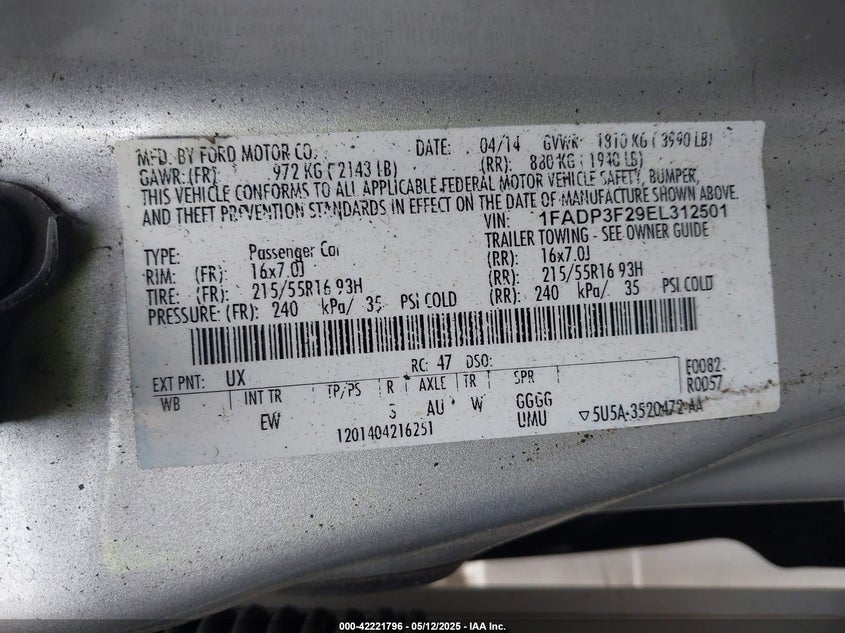 MFD. BY FORD MOTOR CO. DATE: 04/14 GVWR: 1810 KG (3990 LB)
GAWR: (FR) 972 KG (2143 LB) (RR): 880 KG (1940 LB)
THIS VEHICLE CONFORMS TO ALL APPLICABLE FEDERAL MOTOR VEHICLE SAFETY, BUMPER,
AND THEFT PREVENTION STANDARDS IN EFFECT ON THE DATE OF MANUFACTURE SHOWN ABOVE.
VIN: 1FADP3F29EL312501
TYPE: Passenger Car TRAILER TOWING - SEE OWNER GUIDE
RIM: (FR): 16x7.0J (RR): 16x7.0J
TIRE: (FR): 215/55R16 93H (RR): 215/55R16 93H
PRESSURE: (FR): 240 kPa/ 35 PSI COLD (RR): 240 kPa/ 35 PSI COLD
EXT PNT: UX RC: 47 DSO: F0082
WB INT TR TP/PS R AXLE TR SPR R0057
EW 3 AU W GGGG
1201404216251 UMU ▽5U5A-3520472-AA
000-42221796 - 05/12/2025 - IAA Inc.